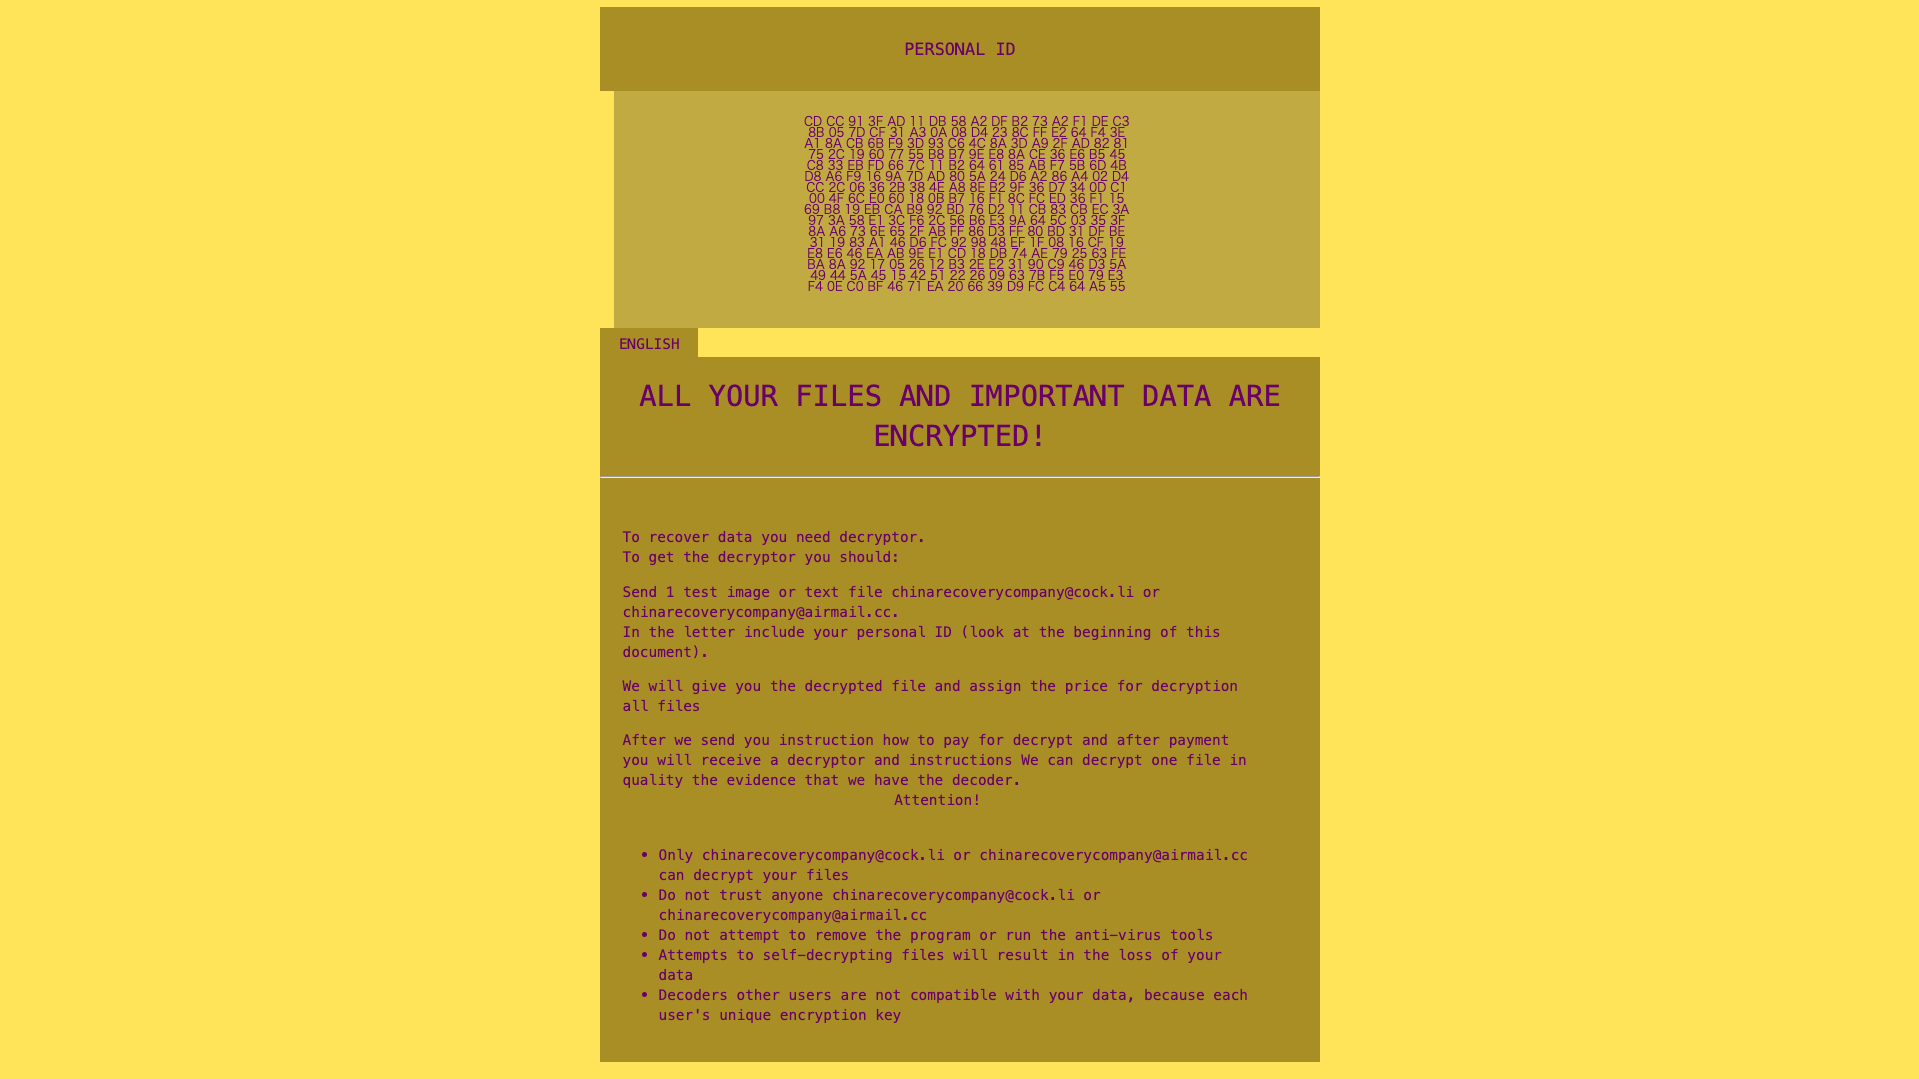 PERSONAL ID
CD CC 91 3F AD 11 DB 58 A2 DF B2 73 A2 F1 DE C3
8B 05 7D CF 31 A3 0A 08 D4 23 8C FF E2 64 F4 3E
A1 8A CB 6B F9 3D 93 C6 4C 8A 3D A9 2F AD 82 81
75 2C 19 60 77 55 B8 B7 9E E8 8A CE 36 E6 B5 45
C8 33 EB FD 66 7C 11 B2 64 61 85 AB F7 5B 6D 4B
D8 A6 F9 16 9A 7D AD 80 5A 24 D6 A2 86 A4 02 D4
CC 2C 06 36 2B 38 4E A8 8E B2 9F 36 D7 34 0D C1
00 4F 6C E0 60 18 0B B7 16 F1 8C FC ED 36 F1 15
69 B8 19 EB CA B9 92 BD 76 D2 11 CB 83 CB EC 3A
97 3A 58 E1 3C F6 2C 56 B6 E3 9A 64 5C 03 35 3F
8A A6 73 6E 65 2F AB FF 86 D3 FF 80 BD 31 DF BE
31 19 83 A1 46 D6 FC 92 98 48 EF 1F 08 16 CF 19
E8 E6 46 EA AB 9E E1 CD 18 DB 74 AE 79 25 63 FE
BA 8A 92 17 05 26 12 B3 2E E2 31 90 C9 46 D3 5A
49 44 5A 45 15 42 51 22 26 09 63 7B F5 E0 79 E3
F4 0E C0 BF 46 71 EA 20 66 39 D9 FC C4 64 A5 55
ENGLISH
ALL YOUR FILES AND IMPORTANT DATA ARE
ENCRYPTED!
To recover data you need decryptor.
To get the decryptor you should:
Send 1 test image or text file chinarecoverycompany@cock.li or
chinarecoverycompany@airmail.cc.
In the letter include your personal ID (look at the beginning of this
document).
We will give you the decrypted file and assign the price for decryption
all files
After we send you instruction how to pay for decrypt and after payment
you will receive a decryptor and instructions We can decrypt one file in
quality the evidence that we have the decoder.
Attention!
• Only chinarecoverycompany@cock.li or chinarecoverycompany@airmail.cc
can decrypt your files
• Do not trust anyone chinarecoverycompany@cock.li or
chinarecoverycompany@airmail.cc
• Do not attempt to remove the program or run the anti-virus tools
• Attempts to self-decrypting files will result in the loss of your
data
• Decoders other users are not compatible with your data, because each
user's unique encryption key